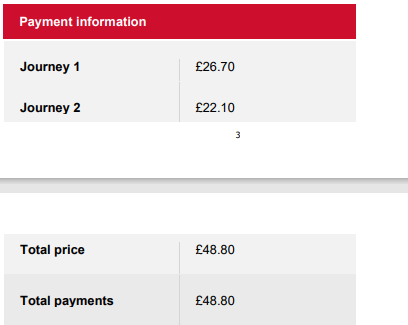 Payment information
Journey 1 £26.70
Journey 2 £22.10
3
Total price £48.80
Total payments £48.80